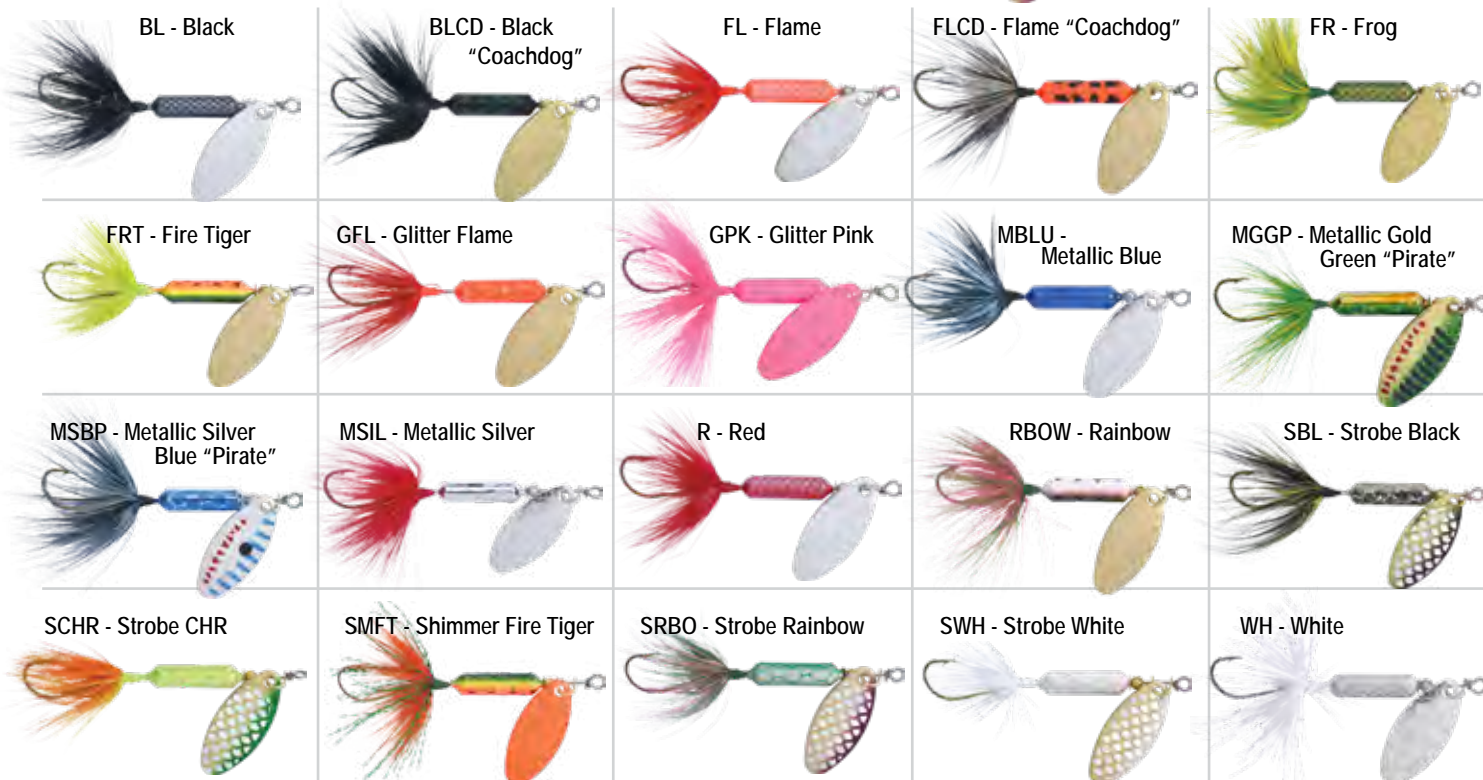 BL - Black
BLCD - Black
"Coachdog"
FL - Flame
FLCD - Flame "Coachdog"
FR - Frog
FRT - Fire Tiger
GFL - Glitter Flame
GPK - Glitter Pink
MBLU -
Metallic Blue
MGGP - Metallic Gold
Green "Pirate"
MSBP - Metallic Silver
Blue "Pirate"
MSIL - Metallic Silver
R - Red
RBOW - Rainbow
SBL - Strobe Black
SCHR - Strobe CHR
SMFT - Shimmer Fire Tiger
SRBO - Strobe Rainbow
SWH - Strobe White
WH - White